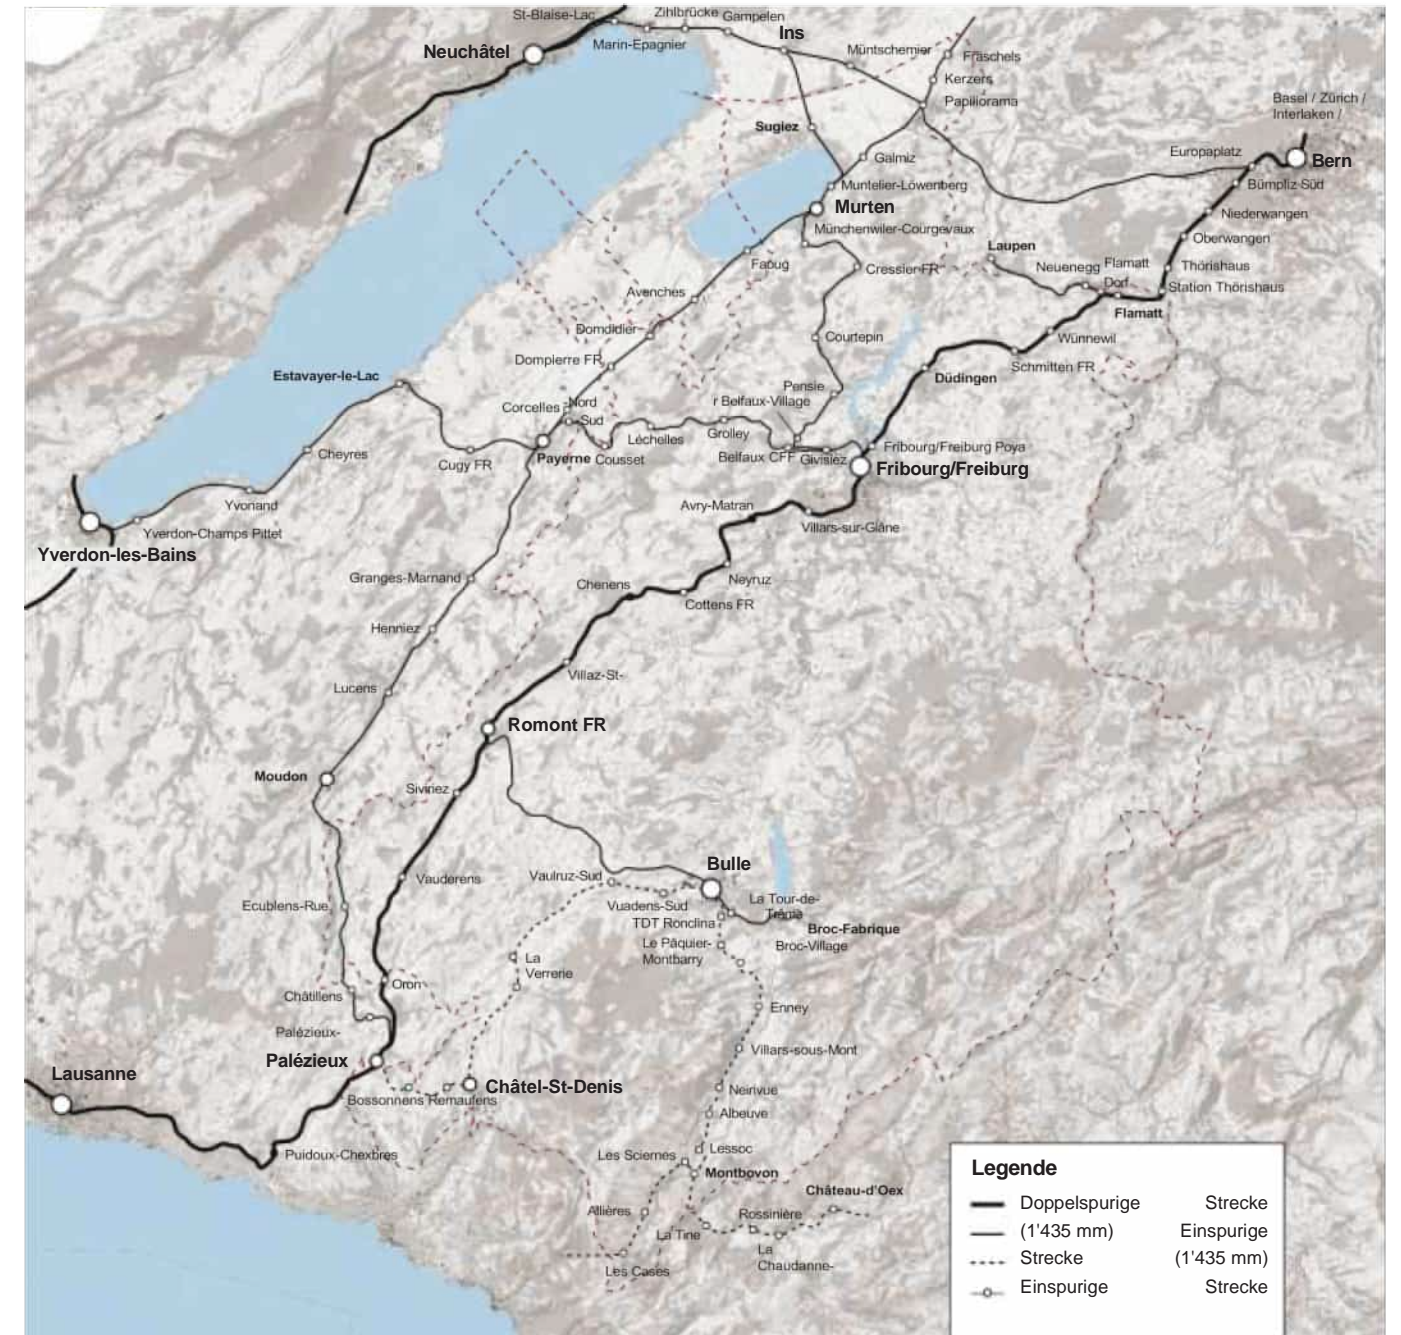 St-Blaise-Lac
Zihlbrücke
Gampelen
Ins
Neuchâtel
Marin-Epagnier
Müntschemier
Fräschels
Kerzers
Papiliorama
Basel / Zürich /
Interlaken /
Sugiez
Galmiz
Europaplatz
Bern
Muntelier-Löwenberg
Bümpliz Süd
Murten
Niederwangen
Münchenwiler-Courgevaux
Oberwangen
Laupen
Faoug
Cressier-FR
Neuenegg
Flamatt
Dorf
Thörishaus
Station Thörishaus
Avenches
Flamatt
Domdidier
Courtepin
Wünnewil
Dompierre FR
Schmitten FR
Estavayer-le-Lac
Düdingen
Pensie
r Belfaux-Village
Corcelles
-Nord
-Sud
Léchelles
Grolley
Cheyres
Cugy FR
Payerne
Cousset
Belfaux CFF
Givisiez
Fribourg/Freiburg Poya
Fribourg/Freiburg
Yvonand
Avry-Matran
Yverdon-Champs Pittet
Villars-sur-Glâne
Yverdon-les-Bains
Granges-Marnand
Chenens
Neyruz
Cottens FR
Henniez
Villaz-St-
Lucens
Romont FR
Moudon
Siviriez
Bulle
Vauderens
Vaulruz-Sud
Ecublens-Rue
Vuadens-Sud
La Tour-de-
Trême
TDT Ronclina
Broc-Fabrique
Le Pâquier-
Montbarry
Broc-Village
La
Verrerie
Oron
Châtillens
Enney
Palézieux-
Villars-sous-Mont
Palézieux
Lausanne
Châtel-St-Denis
Neirivue
Bossonnens
Remaufens
Albeuve
Puidoux-Chexbres
Les Sciernes
Lessoc
Montbovon
Château-d'Oex
Allières
Rossinière
La Tine
La
Chaudanne-
Les Cases
Legende
Doppelspurige Strecke
(1'435 mm) Einspurige
Strecke (1'435 mm)
Einspurige Strecke